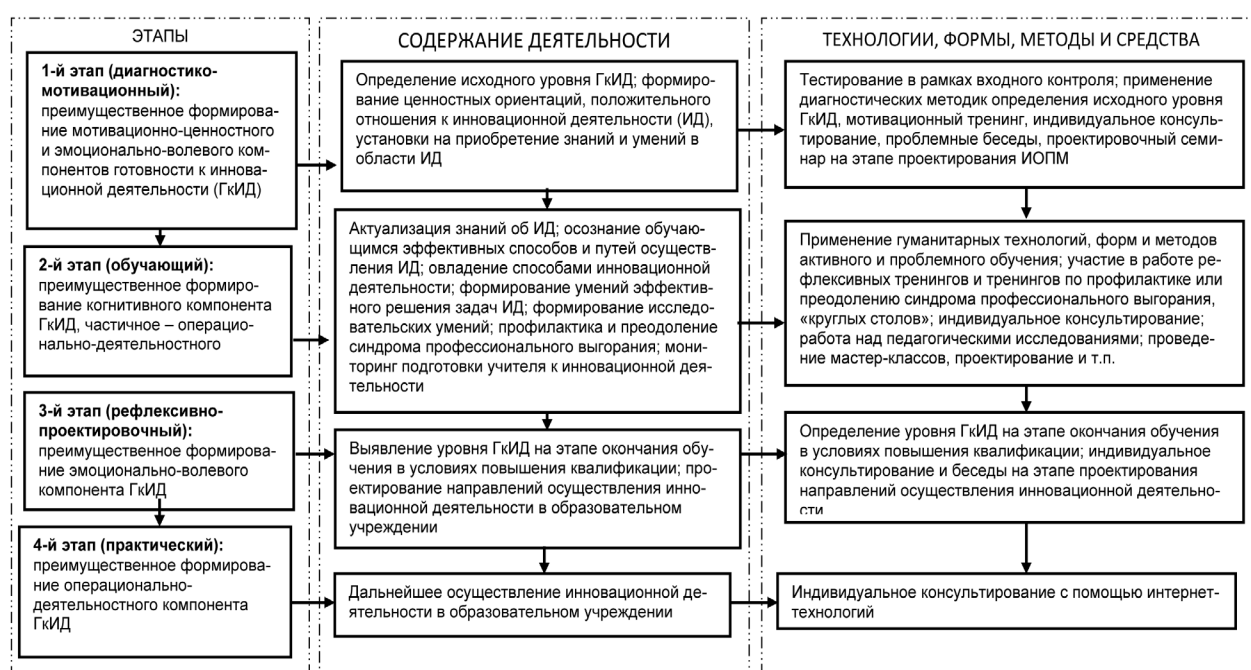 ЭТАПЫ
1-й этап (диагностико-
мотивационный):
преимущественное формирова-
ние мотивационно-ценностного
и эмоционально-волевого ком-
понентов готовности к иннова-
ционной деятельности (ГкИД)
2-й этап (обучающий):
преимущественное формиро-
вание когнитивного компонента
ГкИД, частичное – операцио-
нально-деятельностного
3-й этап (рефлексивно-
проектировочный):
преимущественное формирова-
ние эмоционально-волевого
компонента ГкИД
4-й этап (практический):
преимущественное формирова-
ние операционально-
деятельностного компонента
ГкИД
СОДЕРЖАНИЕ ДЕЯТЕЛЬНОСТИ
Определение исходного уровня ГкИД; формиро-
вание ценностных ориентаций, положительного
отношения к инновационной деятельности (ИД),
установки на приобретение знаний и умений в
области ИД
Актуализация знаний об ИД; осознание обучаю-
щимся эффективных способов и путей осуществ-
ления ИД; овладение способами инновационной
деятельности; формирование умений эффектив-
ного решения задач ИД; формирование исследо-
вательских умений; профилактика и преодоление
синдрома профессионального выгорания; мони-
торинг подготовки учителя к инновационной дея-
тельности
Выявление уровня ГкИД на этапе окончания обу-
чения в условиях повышения квалификации; про-
ектирование направлений осуществления инно-
вационной деятельности в образовательном
учреждении
Дальнейшее осуществление инновационной де-
ятельности в образовательном учреждении
ТЕХНОЛОГИИ, ФОРМЫ, МЕТОДЫ И СРЕДСТВА
Тестирование в рамках входного контроля; применение
диагностических методик определения исходного уровня
ГкИД, мотивационный тренинг, индивидуальное консуль-
тирование, проблемные беседы, проектировочный семи-
нар на этапе проектирования ИОПМ
Применение гуманитарных технологий, форм и методов
активного и проблемного обучения; участие в работе ре-
флексивных тренингов и тренингов по профилактике или
преодолению синдрома профессионального выгорания,
«круглых столов»; индивидуальное консультирование;
работа над педагогическими исследованиями; проведе-
ние мастер-классов, проектирование и т.п.
Определение уровня ГкИД на этапе окончания обучения
в условиях повышения квалификации; индивидуальное
консультирование и беседы на этапе проектирования
направлений осуществления инновационной деятельно-
сти
Индивидуальное консультирование с помощью интернет-
технологий